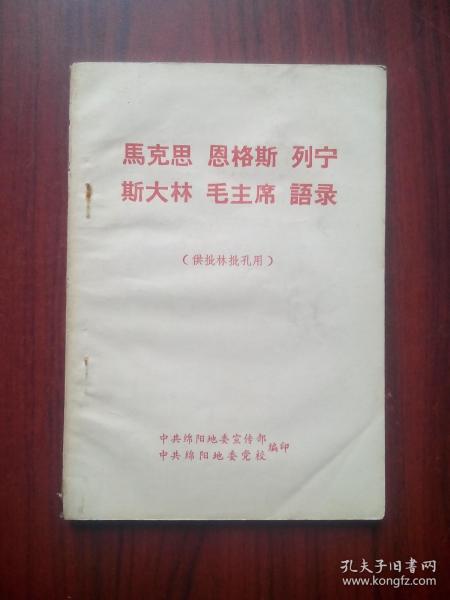 馬克思 恩格斯 列宁
斯大林 毛主席 語录
(供批林批孔用)
中共绵阳地委宣传部
中共绵阳地委党校
编印
孔夫子旧书网
www.kongfz.com